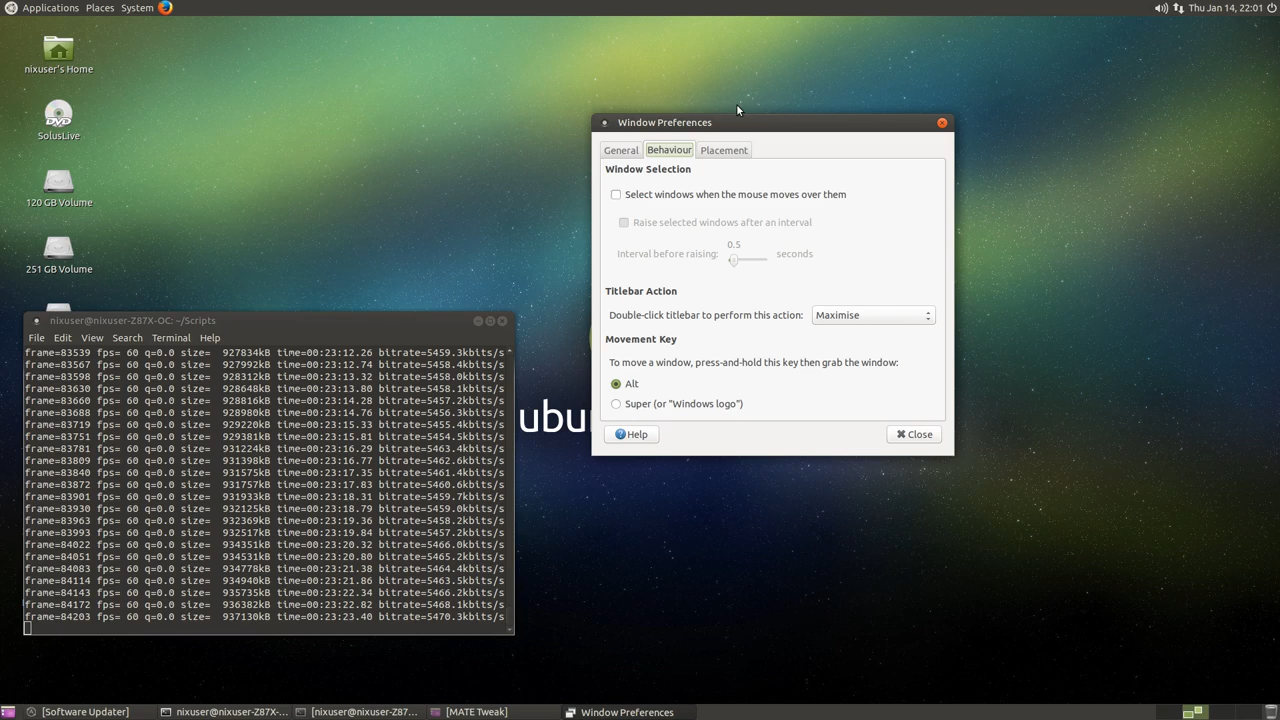 Applications Places System Thu Jan 14, 22:01
nixuser's Home
SolusLive
120 GB Volume
251 GB Volume
Window Preferences
General Behaviour Placement
Window Selection
Select windows when the mouse moves over them
Raise selected windows after an interval
0.5
Interval before raising: seconds
Titlebar Action
Double-click titlebar to perform this action: Maximise
Movement Key
To move a window, press-and-hold this key then grab the window:
Alt
Super (or "Windows logo")
Help Close
nixuser@nixuser-Z87X-OC: ~/Scripts
File Edit View Search Terminal Help
frame=83539 fps= 60 q=0.0 size=  927834kB time=00:23:12.26 bitrate=5459.3kbits/s
frame=83567 fps= 60 q=0.0 size=  927992kB time=00:23:12.74 bitrate=5458.4kbits/s
frame=83598 fps= 60 q=0.0 size=  928312kB time=00:23:13.32 bitrate=5458.0kbits/s
frame=83630 fps= 60 q=0.0 size=  928648kB time=00:23:13.80 bitrate=5458.1kbits/s
frame=83660 fps= 60 q=0.0 size=  928816kB time=00:23:14.28 bitrate=5457.2kbits/s
frame=83688 fps= 60 q=0.0 size=  928980kB time=00:23:14.76 bitrate=5456.3kbits/s
frame=83719 fps= 60 q=0.0 size=  929220kB time=00:23:15.33 bitrate=5455.4kbits/s
frame=83751 fps= 60 q=0.0 size=  929381kB time=00:23:15.81 bitrate=5454.5kbits/s
frame=83781 fps= 60 q=0.0 size=  931224kB time=00:23:16.29 bitrate=5463.4kbits/s
frame=83809 fps= 60 q=0.0 size=  931398kB time=00:23:16.77 bitrate=5462.6kbits/s
frame=83840 fps= 60 q=0.0 size=  931575kB time=00:23:17.35 bitrate=5461.4kbits/s
frame=83872 fps= 60 q=0.0 size=  931757kB time=00:23:17.83 bitrate=5460.6kbits/s
frame=83901 fps= 60 q=0.0 size=  931933kB time=00:23:18.31 bitrate=5459.7kbits/s
frame=83930 fps= 60 q=0.0 size=  932125kB time=00:23:18.79 bitrate=5459.0kbits/s
frame=83963 fps= 60 q=0.0 size=  932369kB time=00:23:19.36 bitrate=5458.2kbits/s
frame=83993 fps= 60 q=0.0 size=  932517kB time=00:23:19.84 bitrate=5457.2kbits/s
frame=84022 fps= 60 q=0.0 size=  934351kB time=00:23:20.32 bitrate=5466.0kbits/s
frame=84051 fps= 60 q=0.0 size=  934531kB time=00:23:20.80 bitrate=5465.2kbits/s
frame=84083 fps= 60 q=0.0 size=  934778kB time=00:23:21.38 bitrate=5464.4kbits/s
frame=84114 fps= 60 q=0.0 size=  934940kB time=00:23:21.86 bitrate=5463.5kbits/s
frame=84143 fps= 60 q=0.0 size=  935735kB time=00:23:22.34 bitrate=5466.2kbits/s
frame=84172 fps= 60 q=0.0 size=  936382kB time=00:23:22.82 bitrate=5468.1kbits/s
frame=84203 fps= 60 q=0.0 size=  937130kB time=00:23:23.40 bitrate=5470.3kbits/s
[Software Updater] nixuser@nixuser-Z87X-... [nixuser@nixuser-Z87... [MATE Tweak] Window Preferences